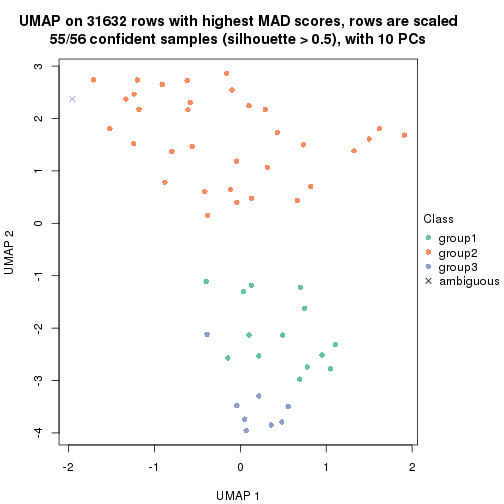 UMAP on 31632 rows with highest MAD scores, rows are scaled
55/56 confident samples (silhouette > 0.5), with 10 PCs
3
2
1
0
-1
-2
-3
-4
UMAP 2
-2
-1
0
1
2
UMAP 1
Class
group1
group2
group3
ambiguous